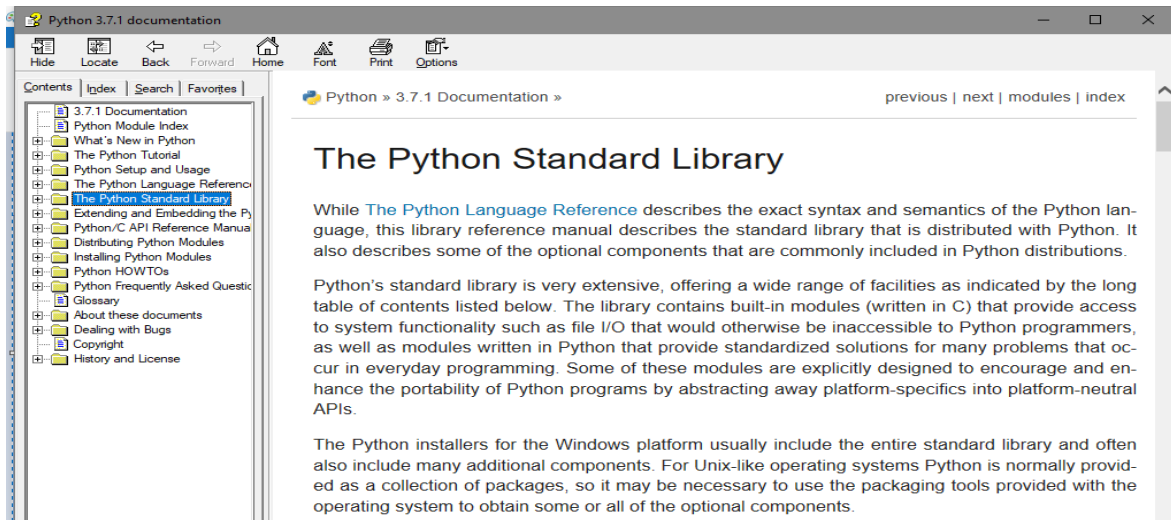 Python 3.7.1 documentation
Hide Locate Back Forward Home Font Print Options
Contents Index Search Favorites
3.7.1 Documentation
Python Module Index
What's New in Python
The Python Tutorial
Python Setup and Usage
The Python Language Reference
The Python Standard Library
Extending and Embedding the Py
Python/C API Reference Manua
Distributing Python Modules
Installing Python Modules
Python HOWTOs
Python Frequently Asked Questic
Glossary
About these documents
Dealing with Bugs
Copyright
History and License
Python » 3.7.1 Documentation » previous | next | modules | index
The Python Standard Library
While The Python Language Reference describes the exact syntax and semantics of the Python lan-
guage, this library reference manual describes the standard library that is distributed with Python. It
also describes some of the optional components that are commonly included in Python distributions.
Python's standard library is very extensive, offering a wide range of facilities as indicated by the long
table of contents listed below. The library contains built-in modules (written in C) that provide access
to system functionality such as file I/O that would otherwise be inaccessible to Python programmers,
as well as modules written in Python that provide standardized solutions for many problems that oc-
cur in everyday programming. Some of these modules are explicitly designed to encourage and en-
hance the portability of Python programs by abstracting away platform-specifics into platform-neutral
APIs.
The Python installers for the Windows platform usually include the entire standard library and often
also include many additional components. For Unix-like operating systems Python is normally provid-
ed as a collection of packages, so it may be necessary to use the packaging tools provided with the
operating system to obtain some or all of the optional components.